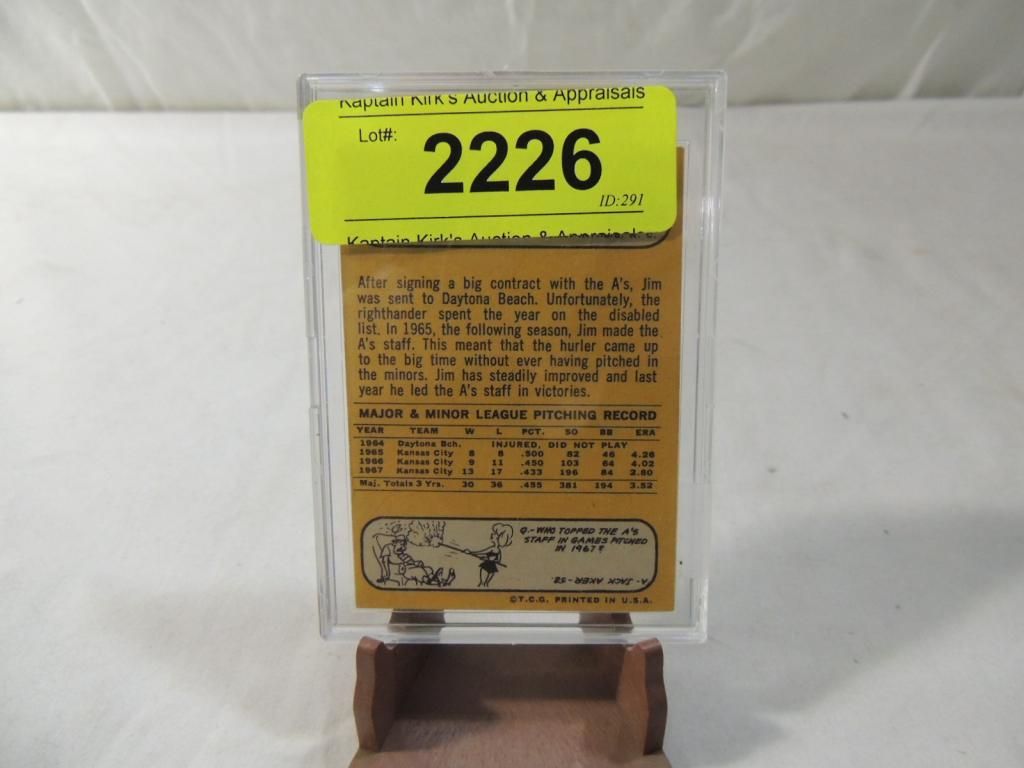 Kaptain Kirk's Auction & Appraisals
Lot#:
2226
ID:291
Kaptain Kirk's Auction & Appraisals
After signing a big contract with the A's, Jim
was sent to Daytona Beach. Unfortunately, the
righthander spent the year on the disabled
list. In 1965, the following season, Jim made the
A's staff. This meant that the hurler came up
to the big time without ever having pitched in
the minors. Jim has steadily improved and last
year he led the A's staff in victories.
MAJOR & MINOR LEAGUE PITCHING RECORD
YEAR TEAM W L PCT. SO BB ERA
1964 Daytona Bch. INJURED, DID NOT PLAY
1965 Kansas City 8 8 .500 82 46 4.26
1966 Kansas City 9 11 .450 103 64 4.02
1967 Kansas City 13 17 .433 196 84 2.80
Maj. Totals 3 Yrs. 30 36 .455 381 194 3.52
Q.-WHO TOPPED THE A'S
STAFF IN GAMES PITCHED
IN 1967?
A- JACK AKER-58.
©T.C.G. PRINTED IN U.S.A.